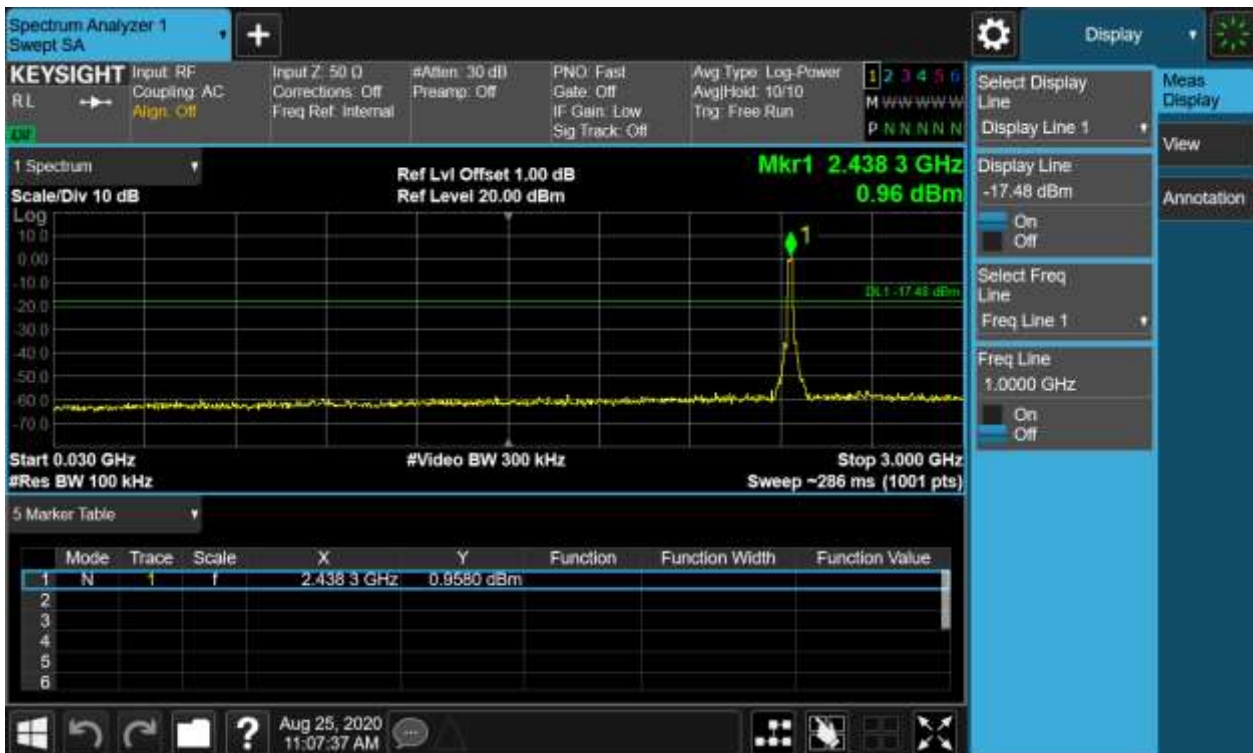 Spectrum Analyzer 1
Swept SA
+
Display
KEYSIGHT
RL
Input: RF
Coupling: AC
Align: Off
Input Z: 50 Ω
Corrections: Off
Freq Ref: Internal
#Atten: 30 dB
Preamp: Off
PNO: Fast
Gate: Off
IF Gain: Low
Sig Track: Off
Avg Type: Log-Power
Avg|Hold: 10/10
Trig: Free Run
1 2 3 4 5 6
M W W W W W
P N N N N N
1 Spectrum
Scale/Div 10 dB
Ref Lvl Offset 1.00 dB
Ref Level 20.00 dBm
Mkr1 2.438 3 GHz
0.96 dBm
Log
10.0
0.00
-10.0
-20.0
-30.0
-40.0
-50.0
-60.0
-70.0
1
DL1 -17.48 dBm
Start 0.030 GHz
#Video BW 300 kHz
Stop 3.000 GHz
#Res BW 100 kHz
Sweep ~286 ms (1001 pts)
5 Marker Table
Mode Trace Scale X Y Function Function Width Function Value
1 N 1 f 2.438 3 GHz 0.9580 dBm
2
3
4
5
6
Select Display
Line
Display Line 1
Display Line
-17.48 dBm
On
Off
Select Freq
Line
Freq Line 1
Freq Line
1.0000 GHz
On
Off
Meas
Display
View
Annotation
?
Aug 25, 2020
11:07:37 AM